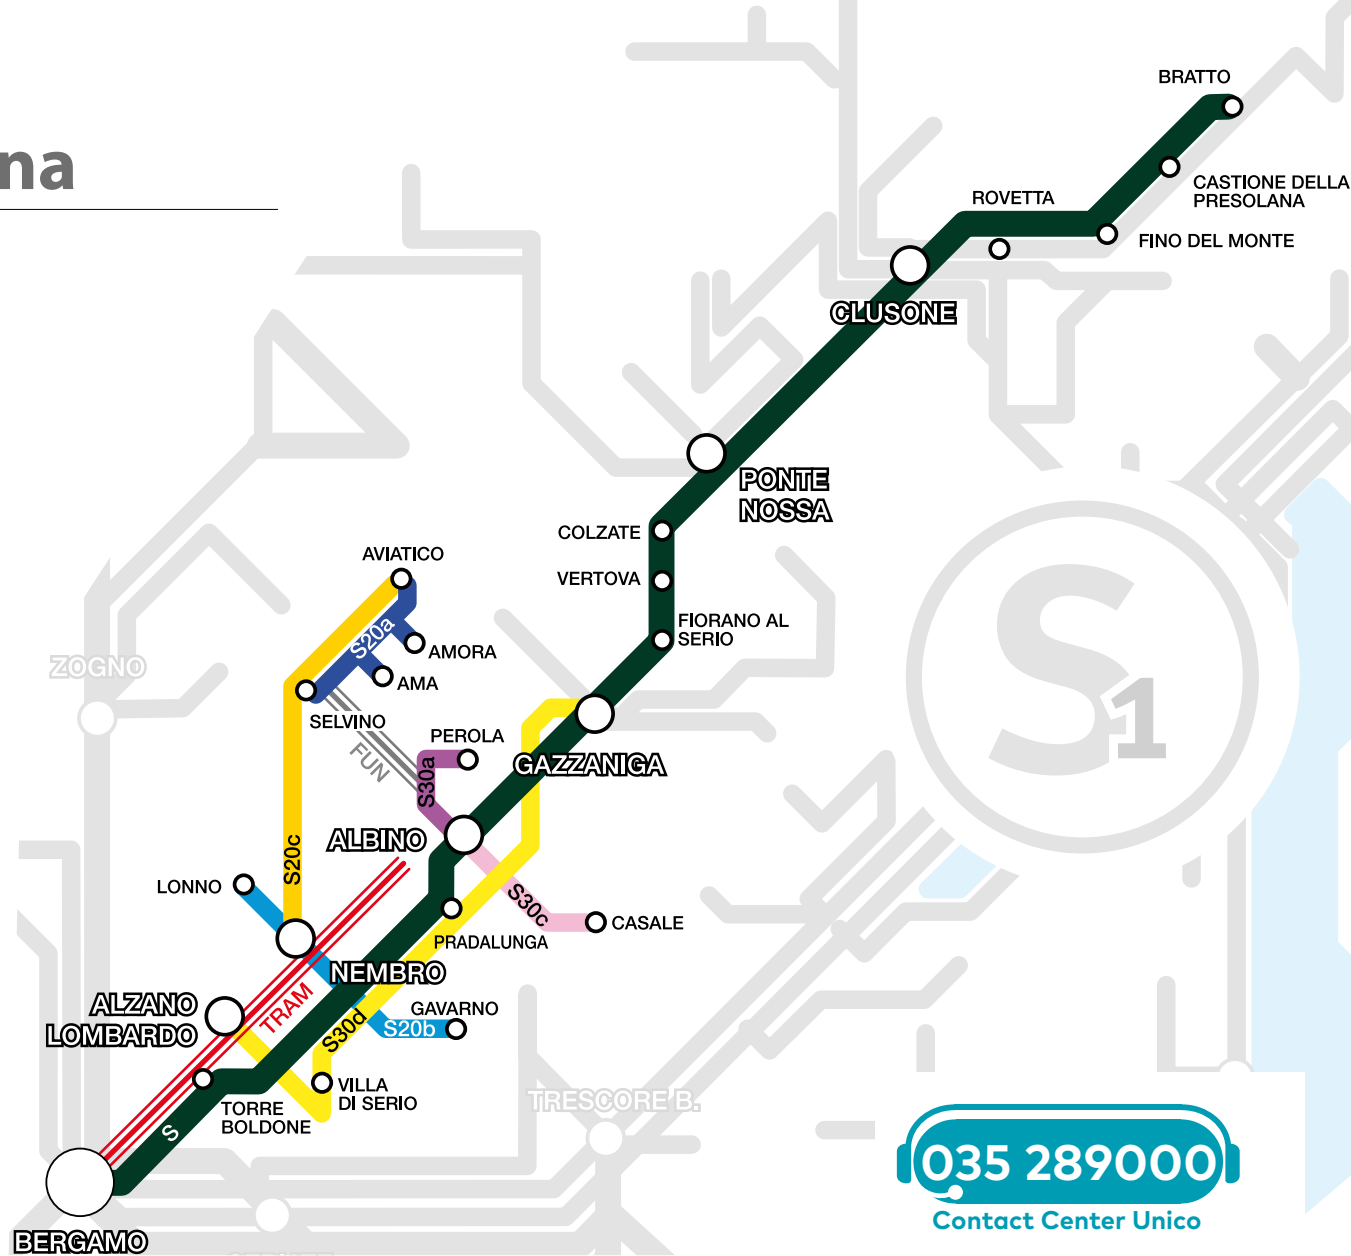 na
BRATTO
CASTIONE DELLA
PRESOLANA
ROVETTA
FINO DEL MONTE
CLUSONE
PONTE
NOSSA
COLZATE
VERTOVA
FIORANO AL
SERIO
AVIATICO
S20a
AMORA
AMA
ZOGNO
SELVINO
FUN
PEROLA
S30a
GAZZANIGA
S1
ALBINO
S20c
LONNO
S30c
CASALE
PRADALUNGA
NEMBRO
ALZANO
LOMBARDO
TRAM
GAVARNO
S20b
S30d
VILLA
DI SERIO
TORRE
BOLDONE
S
TRESCORE B.
035 289000
Contact Center Unico
BERGAMO